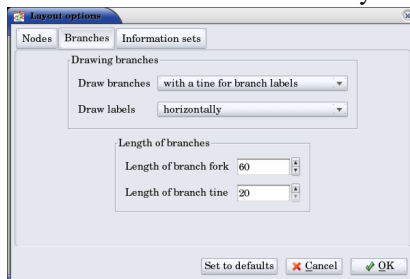 Layout options
Nodes Branches Information sets
Drawing branches
Draw branches with a tine for branch labels
Draw labels horizontally
Length of branches
Length of branch fork 60
Length of branch tine 20
Set to defaults Cancel OK